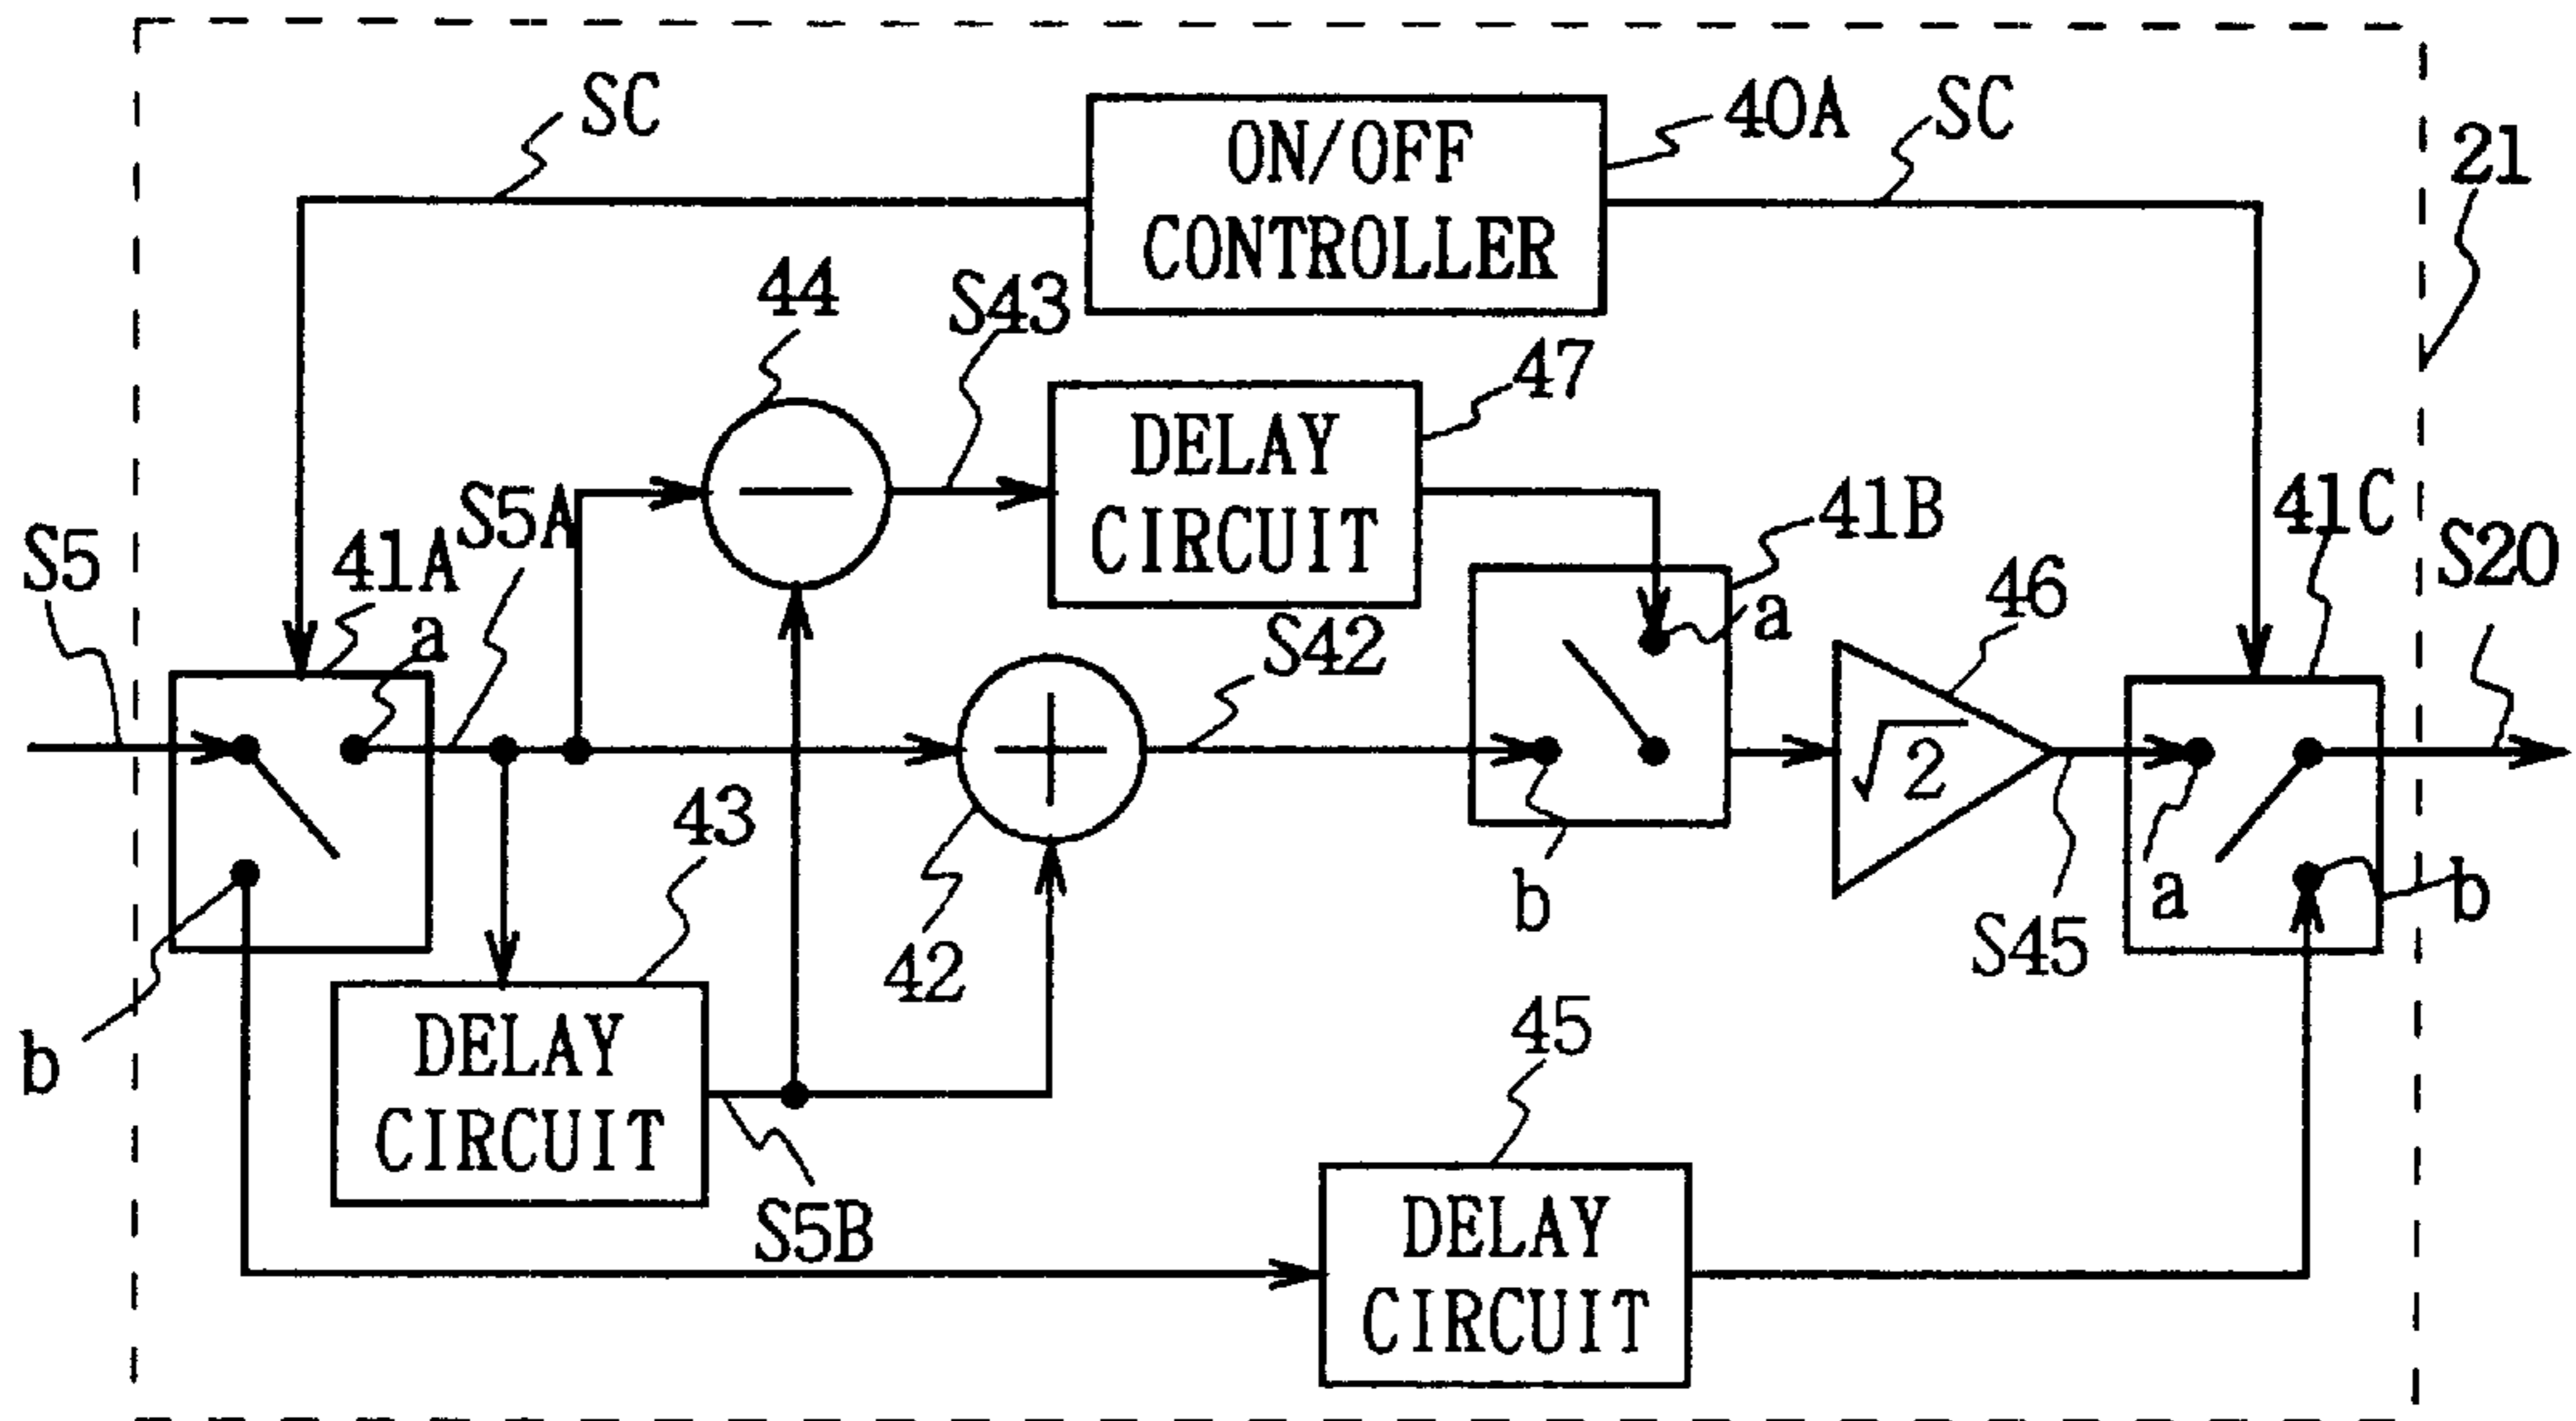 SC
ON/OFF
CONTROLLER
40A
SC
21
44
S43
DELAY
CIRCUIT
47
S5
41A
a
S5A
41B
a
41C
S20
S42
46
√2
b
43
DELAY
CIRCUIT
42
b
S45
a
b
S5B
45
DELAY
CIRCUIT